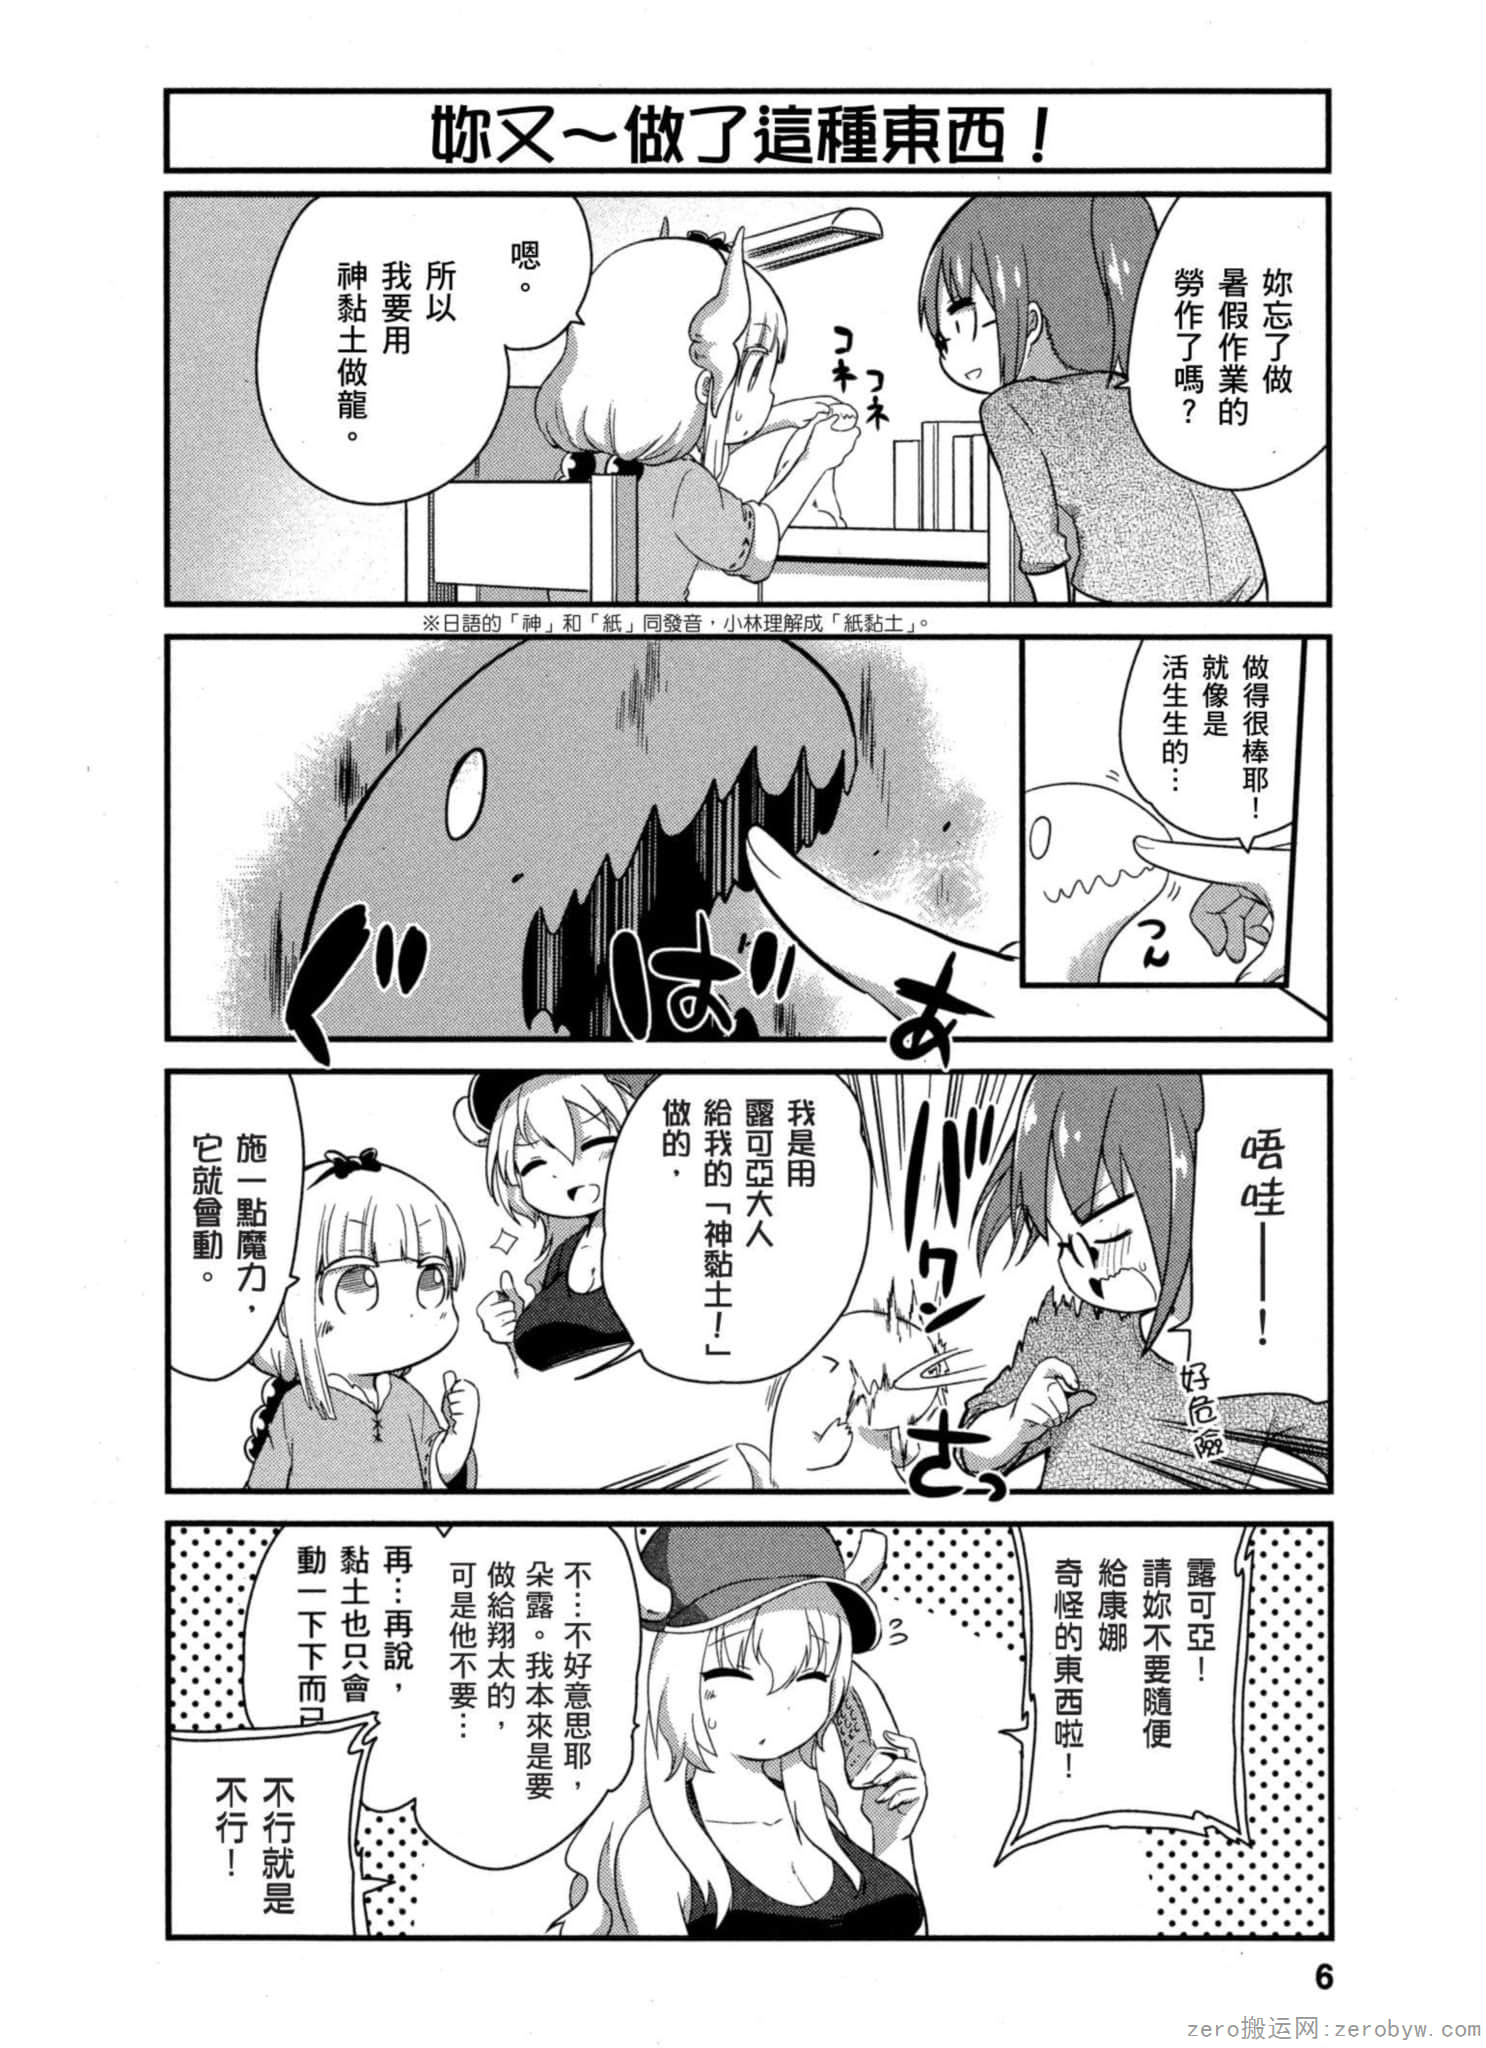 妳又～做了這種東西！
妳忘了做
暑假作業的
勞作了嗎？
コネ
コネ
嗯。
所以
我要用
神黏土做龍。
※日語的「神」和「紙」同發音，小林理解成「紙黏土」。
做得很棒耶！
就像是
活生生的…
つん
ぐ
ば
あ
唔哇——！
好危險
バクン
さっ
我是用
露可亞大人
給我的「神黏土！」
做的，
施一點魔力，
它就會動。
露可亞！
請妳不要隨便
給康娜
奇怪的東西啦！
不…不好意思耶，
朵露。我本來是要
做給翔太的，
可是他不要…
再…再說，
黏土也只會
動一下下而已
不行就是
不行！
6
zero搬运网:zerobyw.com